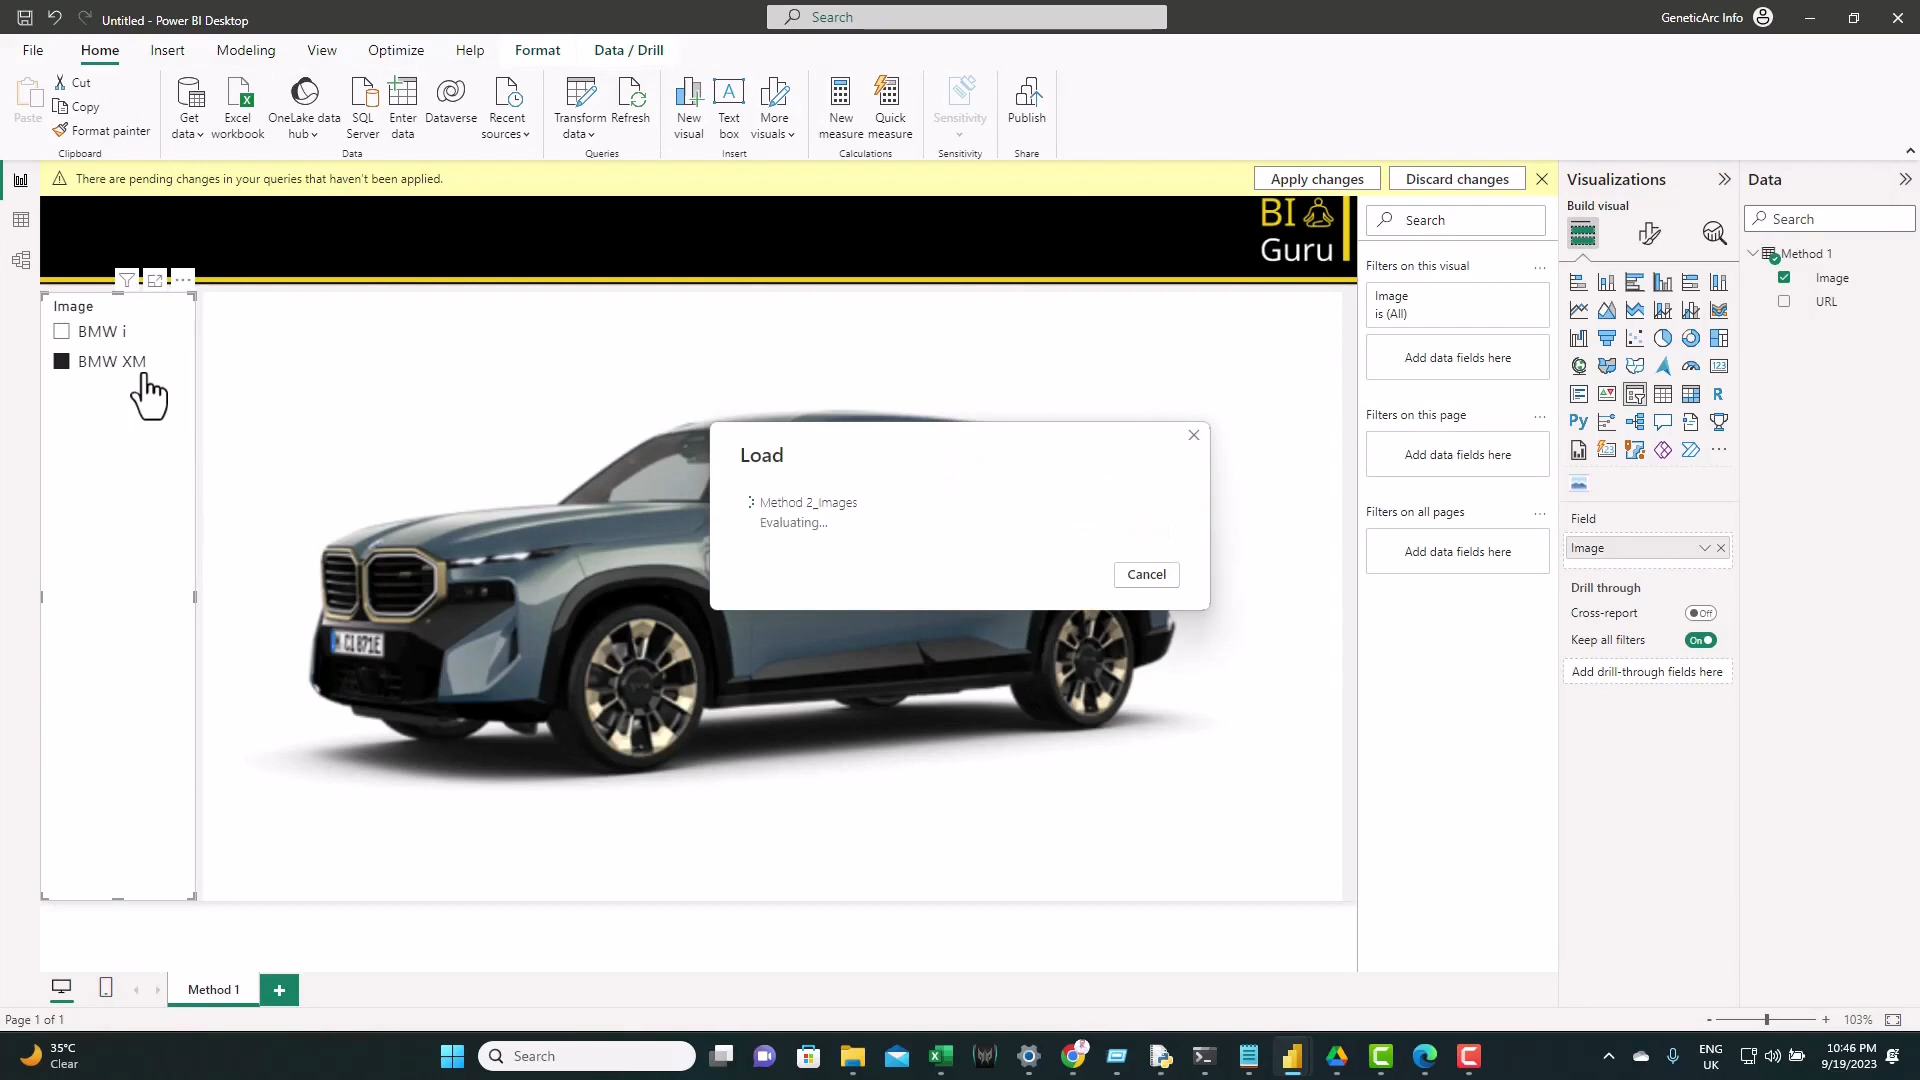 Untitled - Power BI Desktop
Search
GeneticArc Info
File
Home
Insert
Modeling
View
Optimize
Help
Format
Data / Drill
Paste
Cut
Copy
Format painter
Clipboard
Get data
Excel workbook
OneLake data hub
SQL Server
Enter data
Dataverse
Recent sources
Data
Transform data
Refresh
Queries
New visual
Text box
More visuals
Insert
New measure
Quick measure
Calculations
Sensitivity
Sensitivity
Publish
Share
There are pending changes in your queries that haven't been applied.
Apply changes
Discard changes
BI
Guru
Image
BMW i
BMW XM
M CI 871E
Load
Method 2_Images
Evaluating...
Cancel
Search
Filters on this visual
Image
is (All)
Add data fields here
Filters on this page
Add data fields here
Filters on all pages
Add data fields here
Visualizations
Build visual
123
R
Py
123
Field
Image
Drill through
Cross-report
Off
Keep all filters
On
Add drill-through fields here
Data
Search
Method 1
Image
URL
Method 1
Page 1 of 1
- + 103%
35°C
Clear
Search
ENG
UK
10:46 PM
9/19/2023